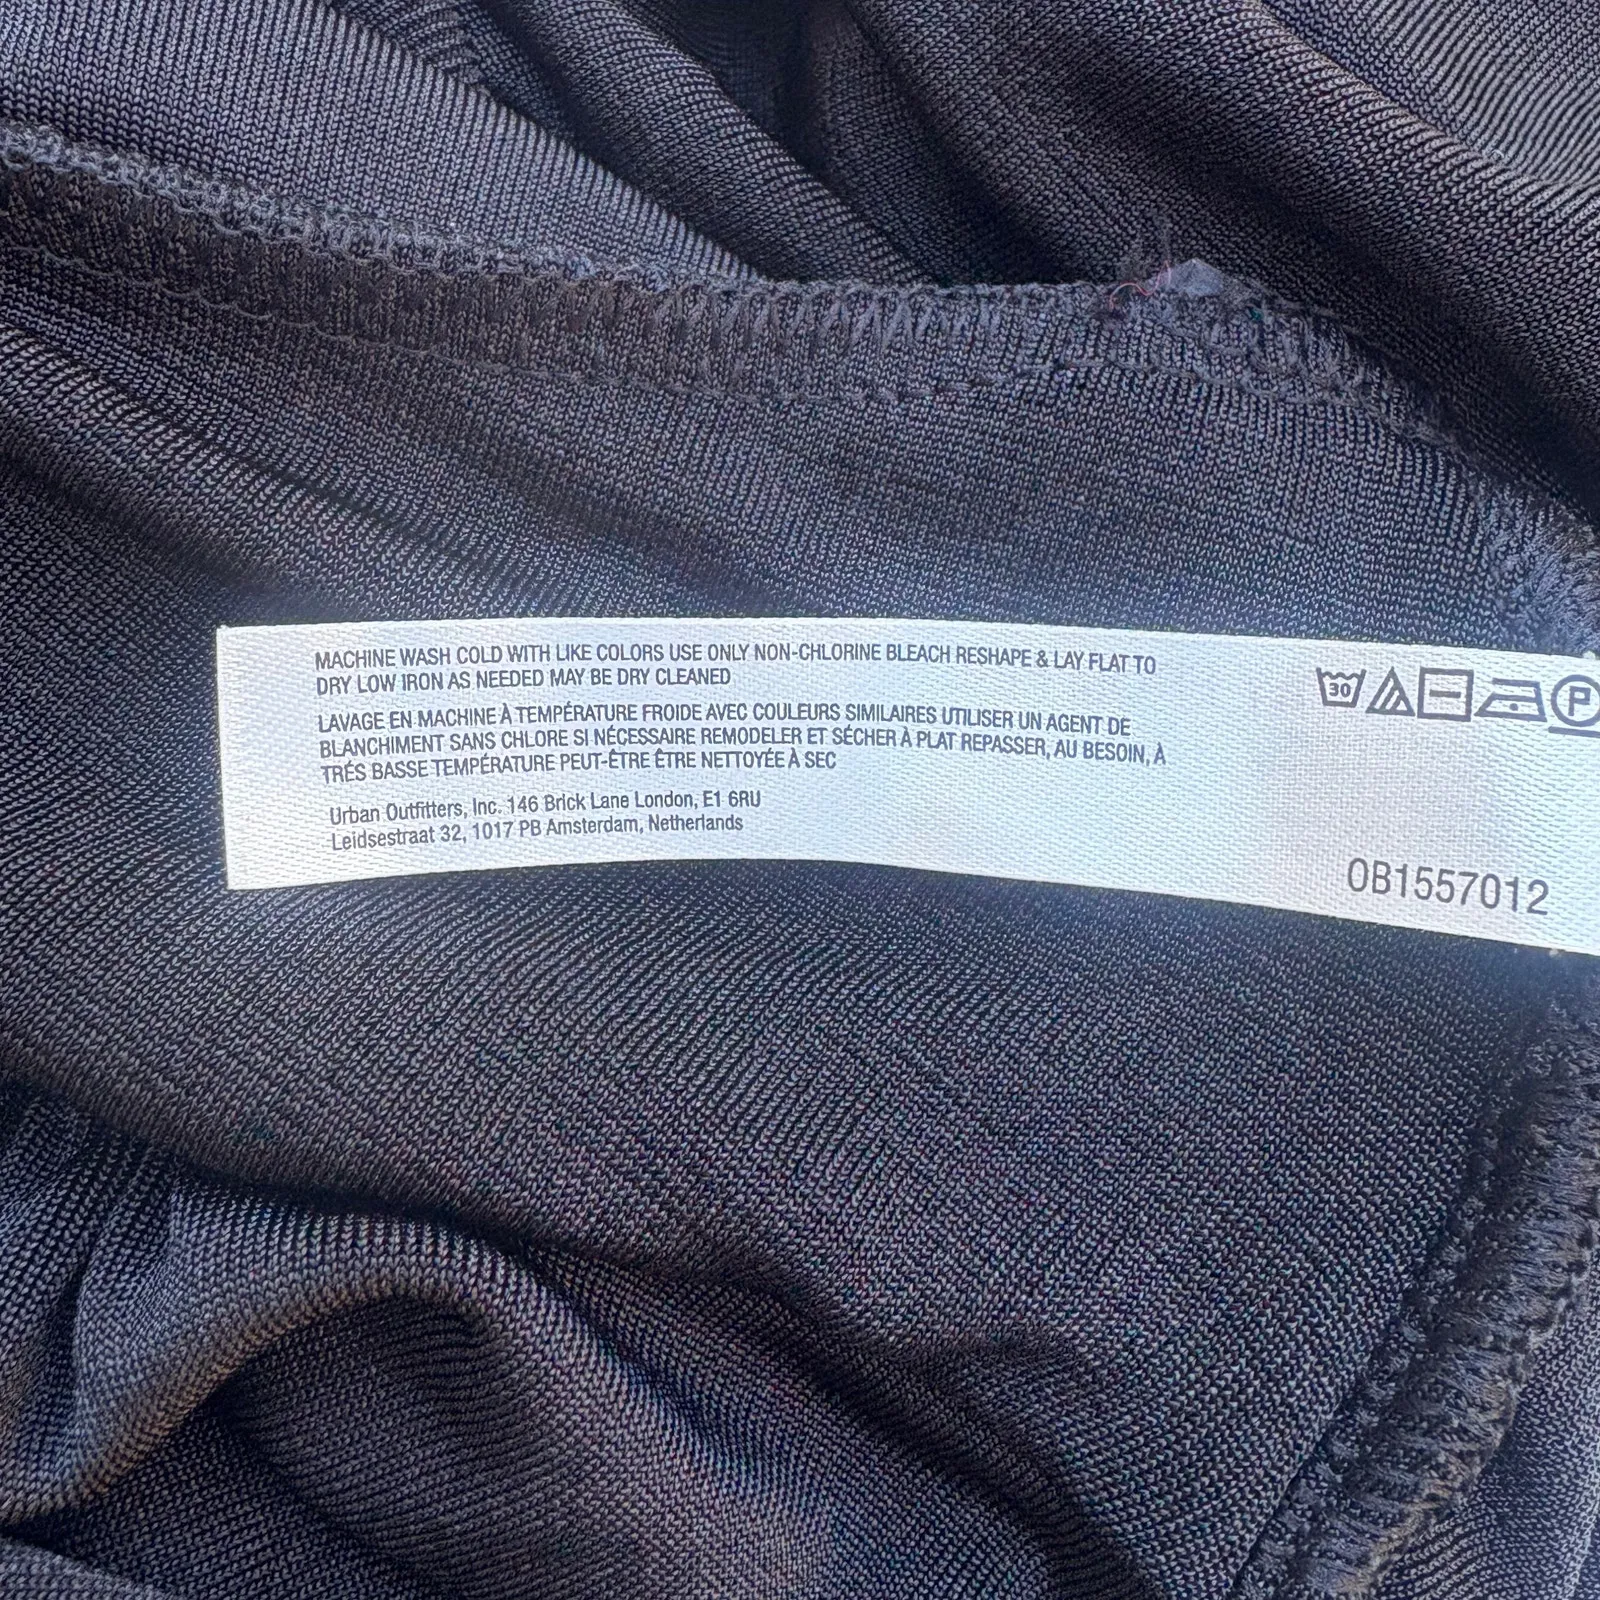 MACHINE WASH COLD WITH LIKE COLORS USE ONLY NON-CHLORINE BLEACH RESHAPE & LAY FLAT TO
DRY LOW IRON AS NEEDED MAY BE DRY CLEANED
LAVAGE EN MACHINE À TEMPÉRATURE FROIDE AVEC COULEURS SIMILAIRES UTILISER UN AGENT DE
BLANCHIMENT SANS CHLORE SI NÉCESSAIRE REMODELER ET SÉCHER À PLAT REPASSER, AU BESOIN, À
TRÉS BASSE TEMPÉRATURE PEUT-ÊTRE ÊTRE NETTOYÉE À SEC
Urban Outfitters, Inc. 146 Brick Lane London, E1 6RU
Leidsestraat 32, 1017 PB Amsterdam, Netherlands
30 P
OB1557012